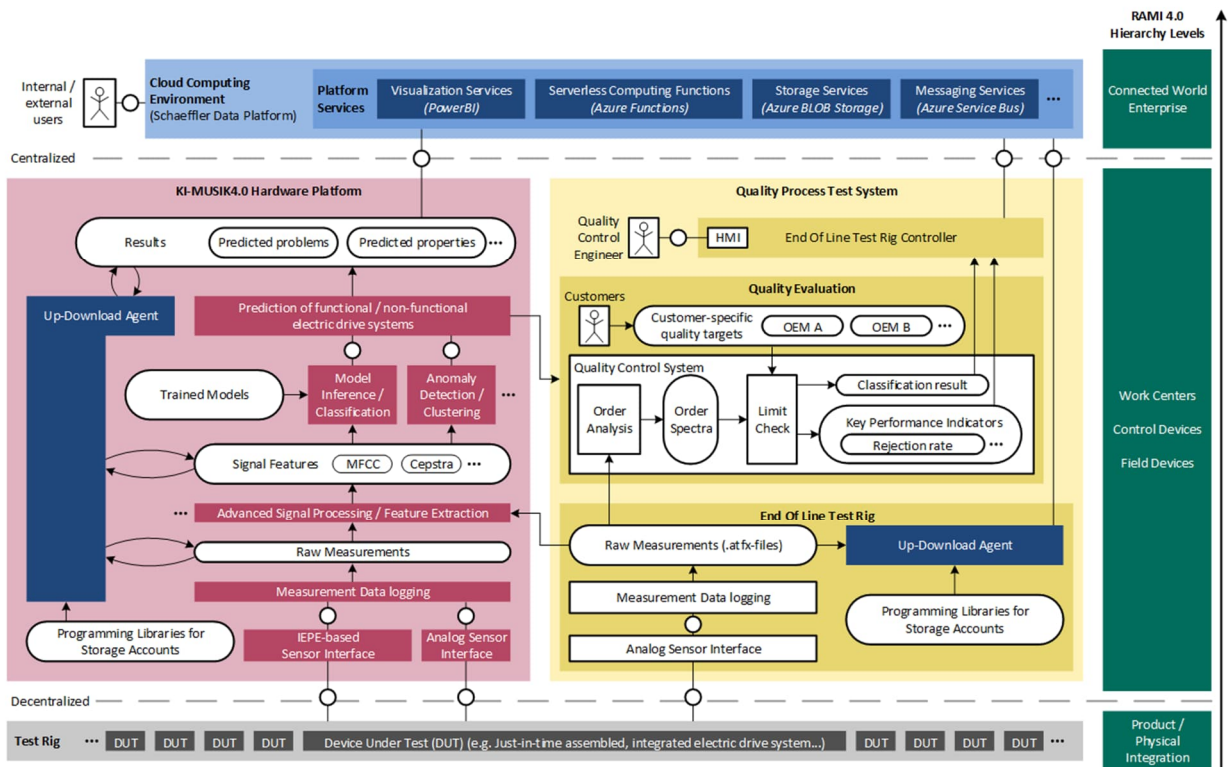 RAMI 4.0
Hierarchy Levels
Internal /
external
users
Cloud Computing
Environment
(Schaeffler Data Platform)
Platform
Services
Visualization Services
(PowerBI)
Serverless Computing Functions
(Azure Functions)
Storage Services
(Azure BLOB Storage)
Messaging Services
(Azure Service Bus)
•••
Connected World
Enterprise
Centralized
KI-MUSIK4.0 Hardware Platform
Results
Predicted problems
Predicted properties
•••
Up-Download Agent
Prediction of functional / non-functional
electric drive systems
Trained Models
Model
Inference /
Classification
Anomaly
Detection /
Clustering
•••
Signal Features
MFCC
Cepstra
•••
•••
Advanced Signal Processing / Feature Extraction
Raw Measurements
Measurement Data logging
Programming Libraries for
Storage Accounts
IEPE-based
Sensor Interface
Analog Sensor
Interface
Quality Process Test System
Quality
Control
Engineer
HMI
End Of Line Test Rig Controller
Quality Evaluation
Customers
Customer-specific
quality targets
OEM A
OEM B
•••
Quality Control System
Order
Analysis
Order
Spectra
Limit
Check
Classification result
Key Performance Indicators
Rejection rate
•••
End Of Line Test Rig
Raw Measurements (.atfx-files)
Up-Download Agent
Measurement Data logging
Programming Libraries for
Storage Accounts
Analog Sensor Interface
Work Centers
Control Devices
Field Devices
Decentralized
Test Rig
•••
DUT
DUT
DUT
DUT
Device Under Test (DUT) (e.g. Just-in-time assembled, integrated electric drive system...)
DUT
DUT
DUT
DUT
•••
Product /
Physical
Integration